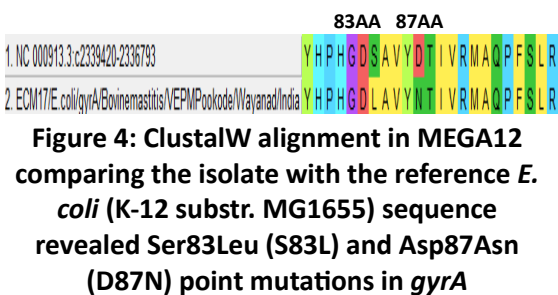 83AA 87AA
1. NC 000913.3:c2339420-2336793 YHPHGDSAVYDTIVRMAQPFSLR
2. ECM17/E.coli/gyrA/Bovinemastitis/VEPMPookode/Wayanad/India YHPHGDLAVYNTIVRMAQPFSLR
Figure 4: ClustalW alignment in MEGA12
comparing the isolate with the reference E.
coli (K-12 substr. MG1655) sequence
revealed Ser83Leu (S83L) and Asp87Asn
(D87N) point mutations in gyrA